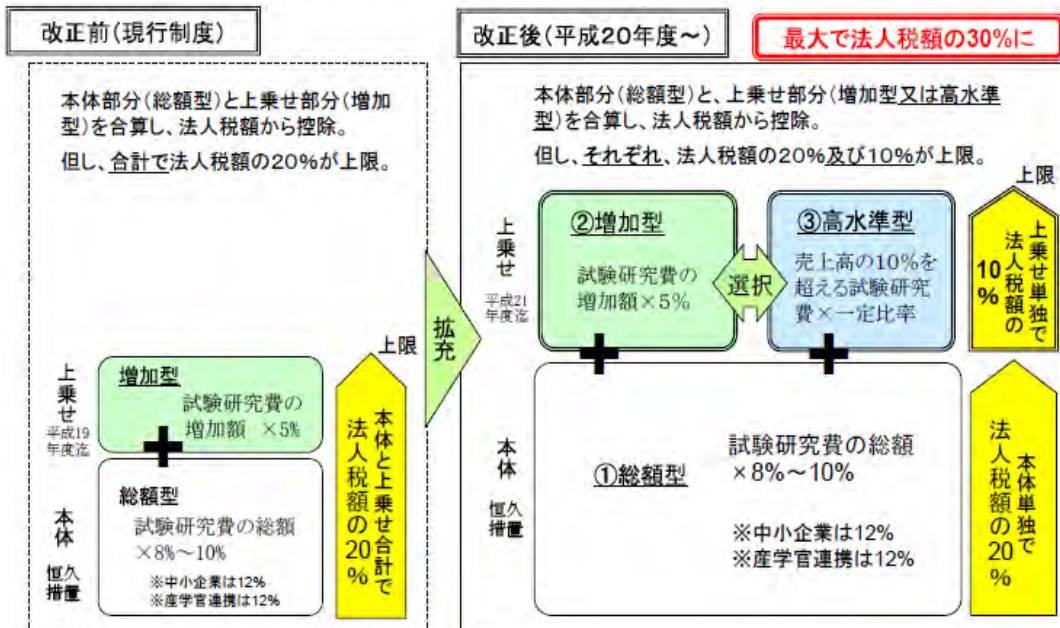 改正前(現行制度)
本体部分(総額型)と上乗せ部分(増加
型)を合算し、法人税額から控除。
但し、合計で法人税額の20%が上限。
上乗せ
平成19
年度迄
増加型
試験研究費の
増加額 ×5%
+
本体
恒久
措置
総額型
試験研究費の総額
×8%~10%
※中小企業は12%
※産学官連携は12%
上限
本体と上乗せ合計で
法人税額の20%
拡充
改正後(平成20年度~)
最大で法人税額の30%に
本体部分(総額型)と、上乗せ部分(増加型又は高水準
型)を合算し、法人税額から控除。
但し、それぞれ、法人税額の20%及び10%が上限。
上乗せ
平成21
年度迄
②増加型
試験研究費の
増加額×5%
選択
③高水準型
売上高の10%を
超える試験研究
費×一定比率
上限
上乗せ単独で
法人税額の
10%
+
+
本体
恒久
措置
①総額型
試験研究費の総額
×8%~10%
※中小企業は12%
※産学官連携は12%
本体単独で
法人税額の20%